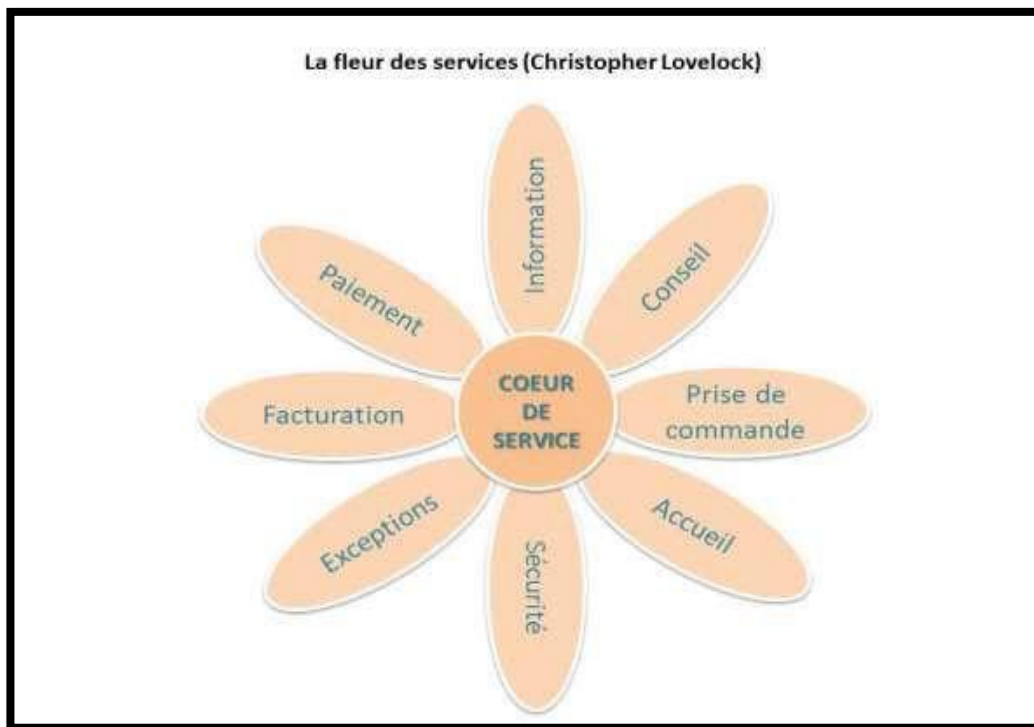 La fleur des services (Christopher Lovelock)
Information
Conseil
Prise de
commande
Accueil
Sécurité
Exceptions
Facturation
Paiement
COEUR
DE
SERVICE